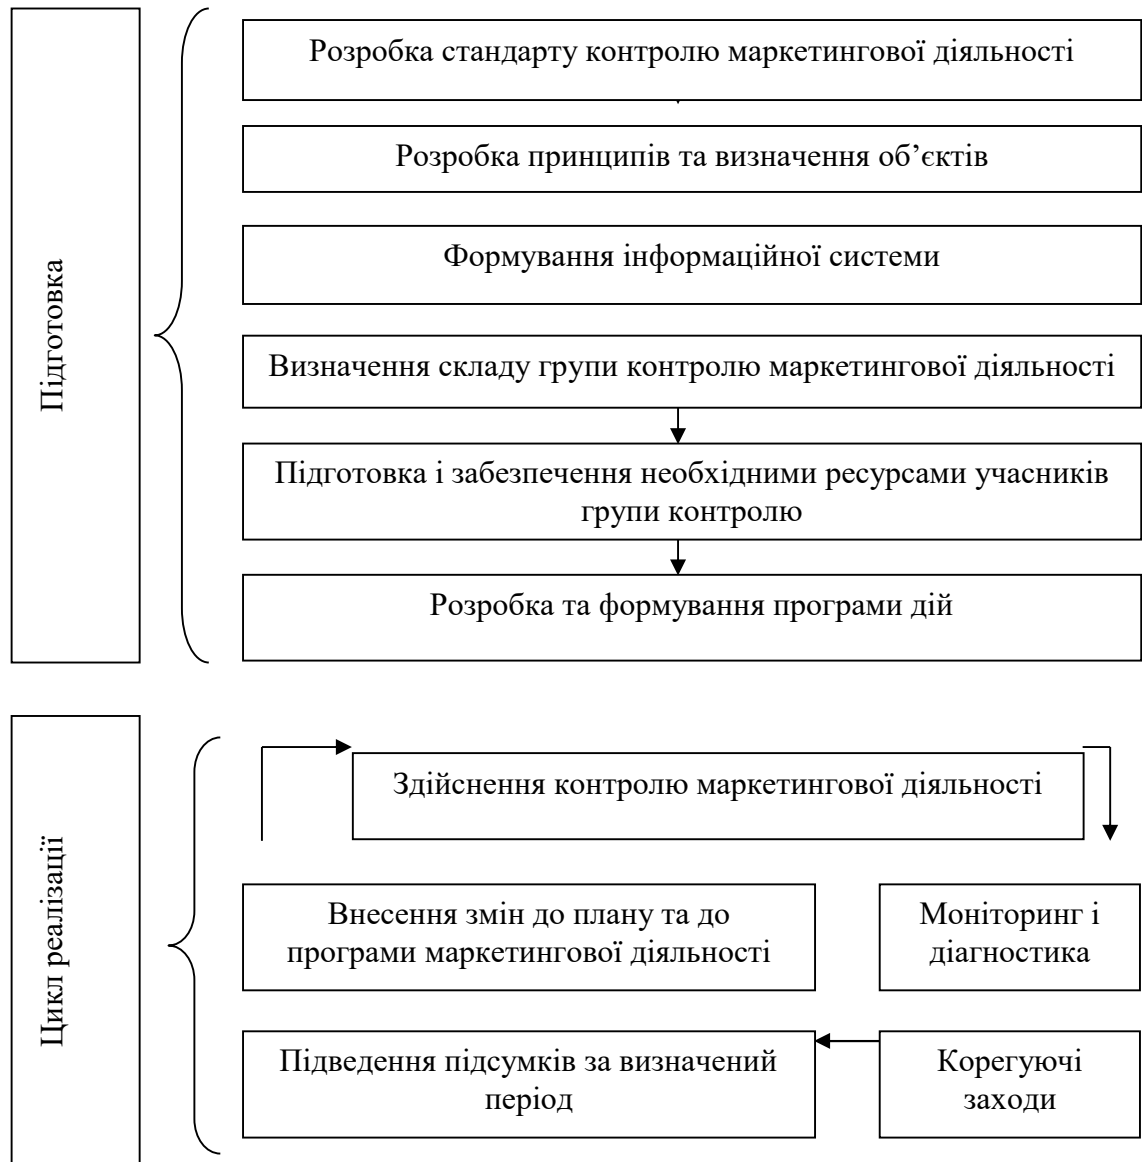 Підготовка
Розробка стандарту контролю маркетингової діяльності
Розробка принципів та визначення об’єктів
Формування інформаційної системи
Визначення складу групи контролю маркетингової діяльності
Підготовка і забезпечення необхідними ресурсами учасників
групи контролю
Розробка та формування програми дій
Цикл реалізації
Здійснення контролю маркетингової діяльності
Внесення змін до плану та до
програми маркетингової діяльності
Моніторинг і
діагностика
Підведення підсумків за визначений
період
Корегуючі
заходи